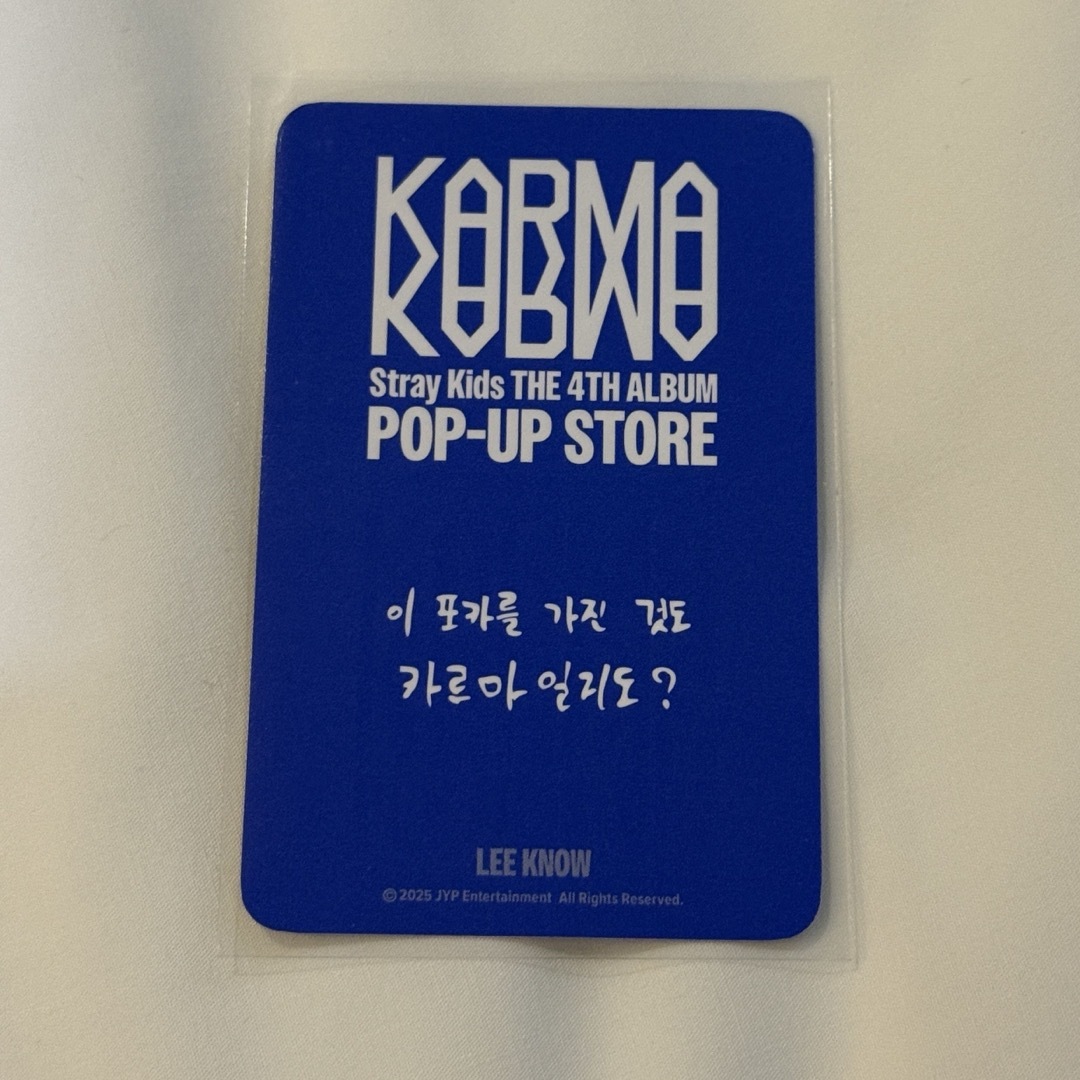 KARMA
Stray Kids THE 4TH ALBUM
POP-UP STORE
이 포카를 가진 것도
카르마 일리도?
LEE KNOW
© 2025 JYP Entertainment All Rights Reserved.